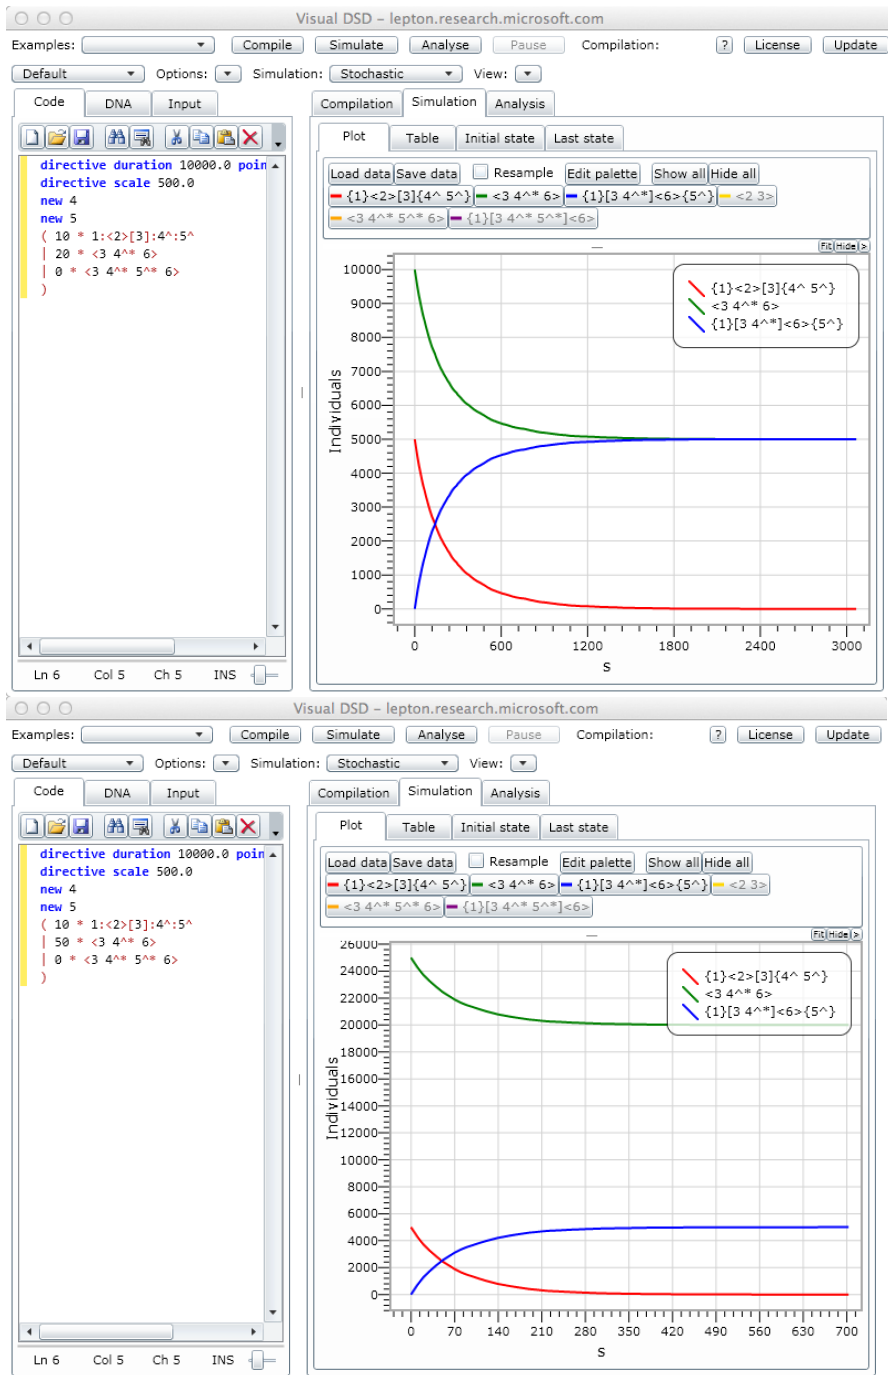 Visual DSD – lepton.research.microsoft.com
Examples: Compile Simulate Analyse Pause Compilation: ? License Update
Default Options: Simulation: Stochastic View:
Code DNA Input
Compilation Simulation Analysis
Plot Table Initial state Last state
Load data Save data Resample Edit palette Show all Hide all
{1}<2>[3]{4^ 5^} <3 4^* 6> {1}[3 4^*]<6>{5^} <2 3>
<3 4^* 5^* 6> {1}[3 4^* 5^*]<6>
directive duration 10000.0 poin
directive scale 500.0
new 4
new 5
( 10 * 1:<2>[3]:4^:5^
| 20 * <3 4^* 6>
| 0 * <3 4^* 5^* 6>
)
Fit Hide >
{1}<2>[3]{4^ 5^}
<3 4^* 6>
{1}[3 4^*]<6>{5^}
Individuals
10000
9000
8000
7000
6000
5000
4000
3000
2000
1000
0
0 600 1200 1800 2400 3000
s
Ln 6 Col 5 Ch 5 INS
Visual DSD – lepton.research.microsoft.com
Examples: Compile Simulate Analyse Pause Compilation: ? License Update
Default Options: Simulation: Stochastic View:
Code DNA Input
Compilation Simulation Analysis
Plot Table Initial state Last state
Load data Save data Resample Edit palette Show all Hide all
{1}<2>[3]{4^ 5^} <3 4^* 6> {1}[3 4^*]<6>{5^} <2 3>
<3 4^* 5^* 6> {1}[3 4^* 5^*]<6>
directive duration 10000.0 poin
directive scale 500.0
new 4
new 5
( 10 * 1:<2>[3]:4^:5^
| 50 * <3 4^* 6>
| 0 * <3 4^* 5^* 6>
)
Fit Hide >
{1}<2>[3]{4^ 5^}
<3 4^* 6>
{1}[3 4^*]<6>{5^}
Individuals
26000
24000
22000
20000
18000
16000
14000
12000
10000
8000
6000
4000
2000
0
0 70 140 210 280 350 420 490 560 630 700
s
Ln 6 Col 5 Ch 5 INS